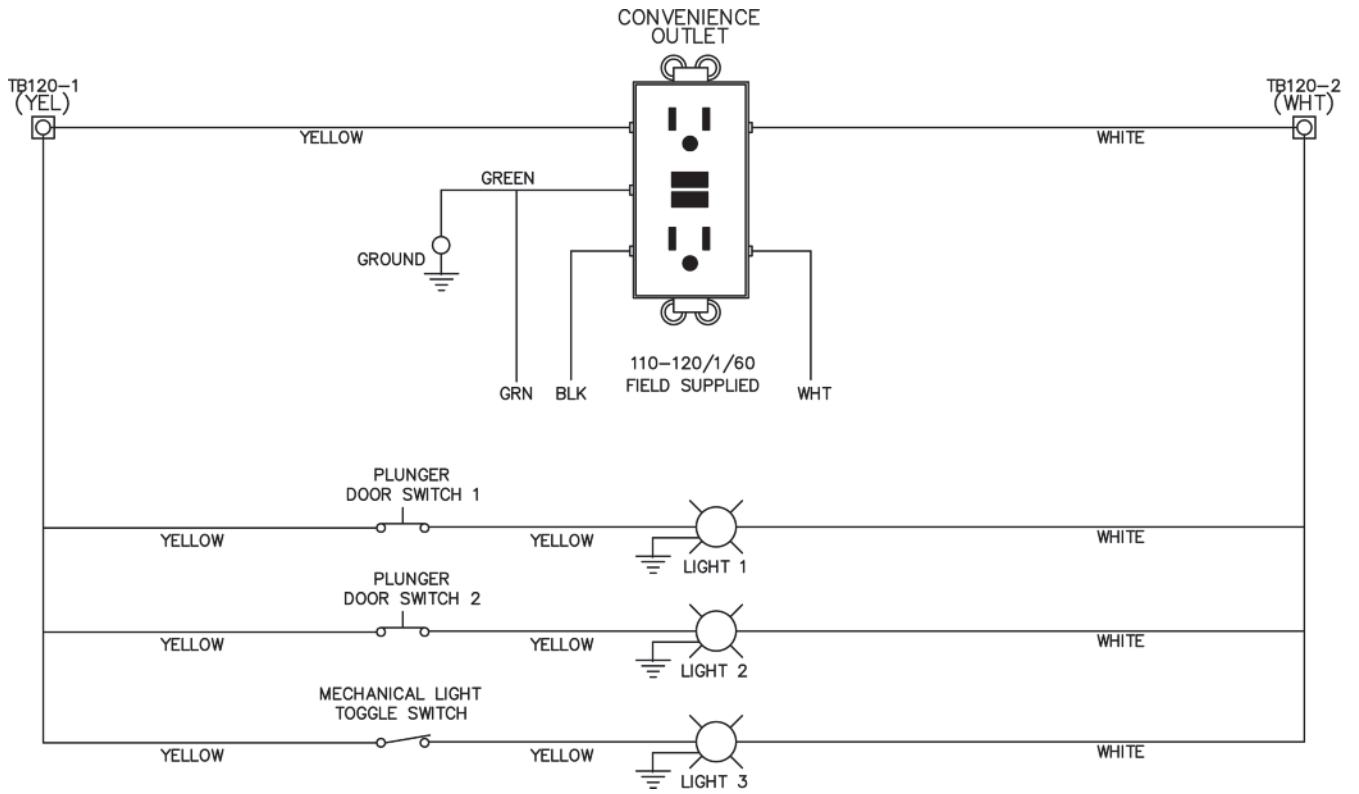 CONVENIENCE
OUTLET
TB120-1
(YEL)
TB120-2
(WHT)
YELLOW
WHITE
GREEN
GROUND
110-120/1/60
FIELD SUPPLIED
GRN
BLK
WHT
PLUNGER
DOOR SWITCH 1
YELLOW
YELLOW
LIGHT 1
WHITE
PLUNGER
DOOR SWITCH 2
YELLOW
YELLOW
LIGHT 2
WHITE
MECHANICAL LIGHT
TOGGLE SWITCH
YELLOW
YELLOW
LIGHT 3
WHITE